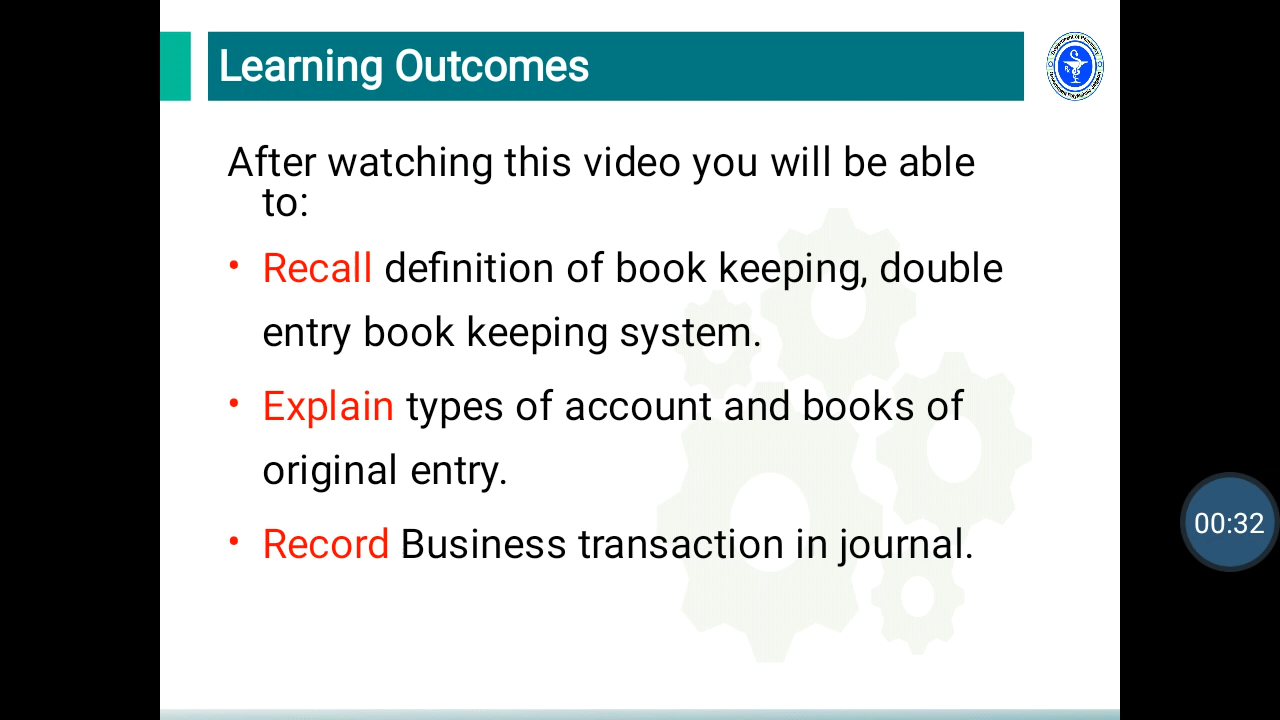 Learning Outcomes
After watching this video you will be able
to:
• Recall definition of book keeping, double
entry book keeping system.
• Explain types of account and books of
original entry.
• Record Business transaction in journal.
00:32